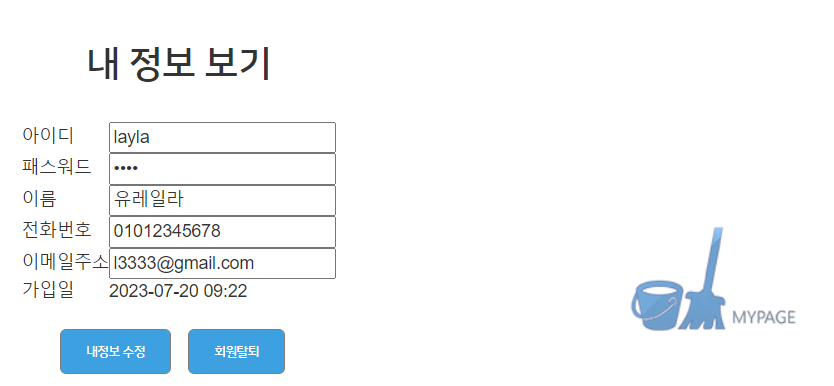 내 정보 보기
아이디 layla
패스워드 ••••
이름 유레일라
전화번호 01012345678
이메일주소 l3333@gmail.com
가입일 2023-07-20 09:22
MYPAGE
내정보 수정 회원탈퇴